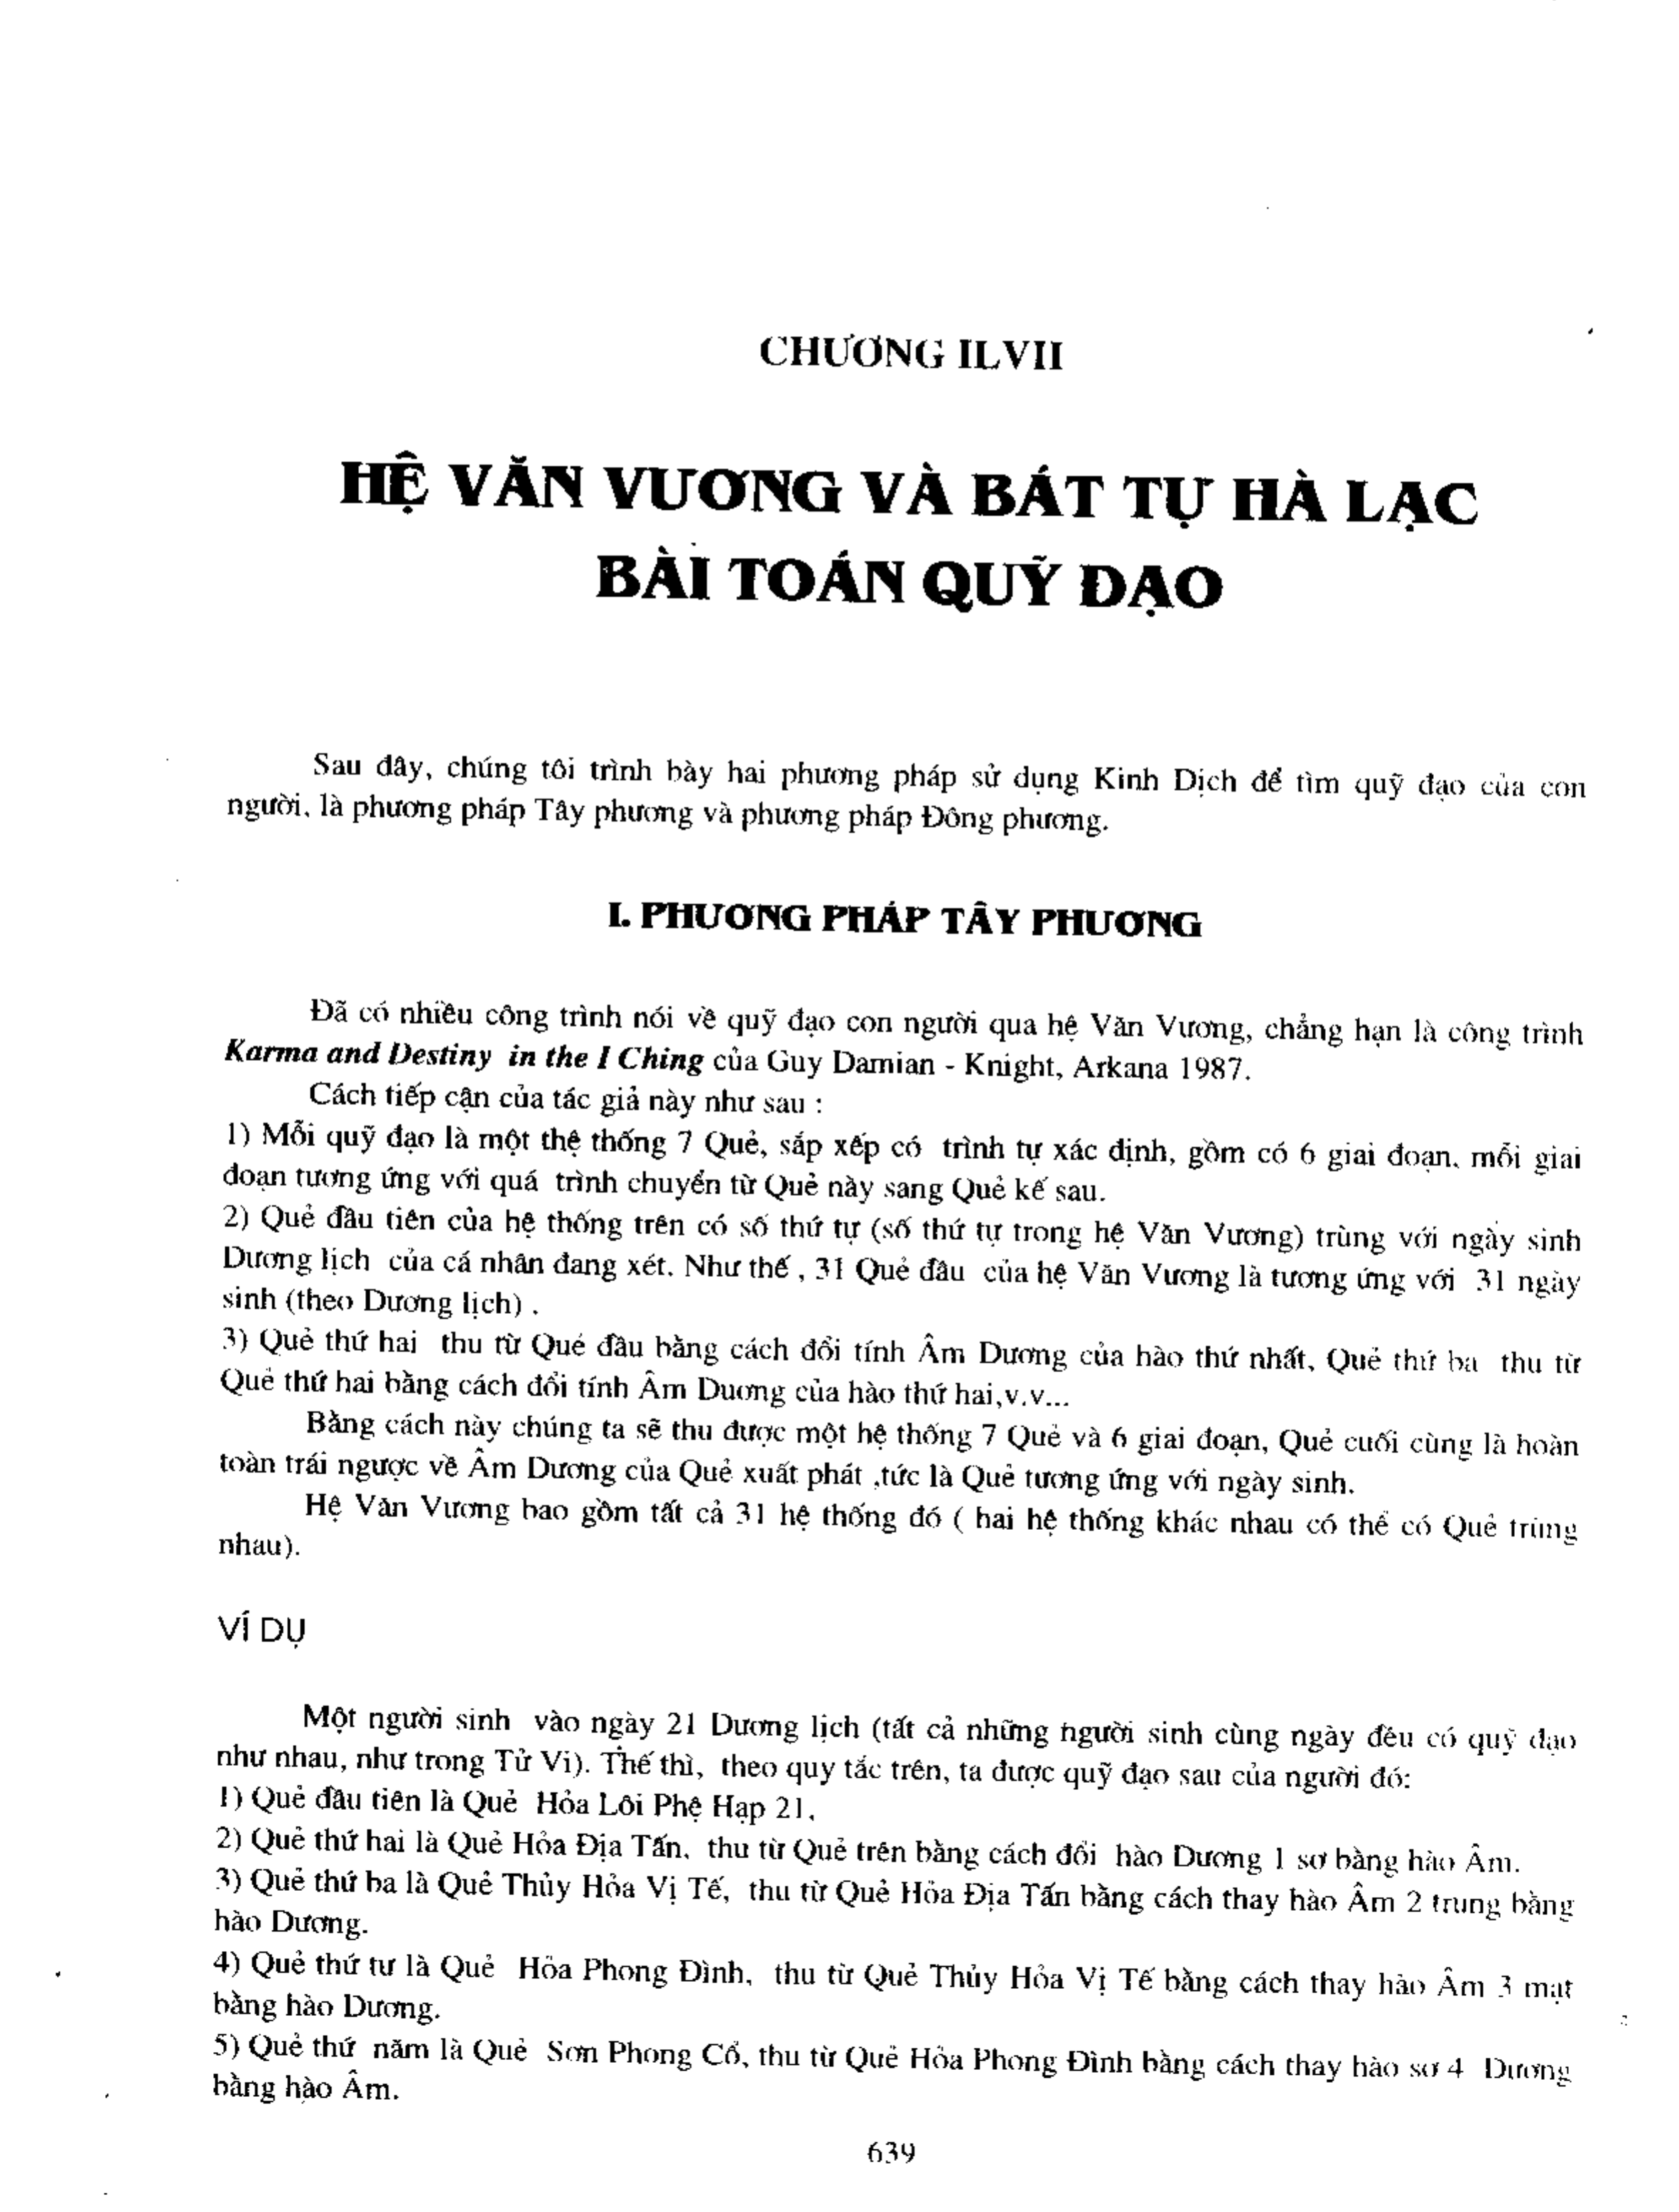 CHƯƠNG ILVII
HỆ VĂN VƯƠNG VÀ BÁT TỰ HÀ LẠC
BÀI TOÁN QUỸ ĐẠO
Sau đây, chúng tôi trình bày hai phương pháp sử dụng Kinh Dịch để tìm quỹ đạo của con
người, là phương pháp Tây phương và phương pháp Đông phương.
I. PHƯƠNG PHÁP TÂY PHƯƠNG
Đã có nhiều công trình nói về quỹ đạo con người qua hệ Văn Vương, chẳng hạn là công trình
Karma and Destiny in the I Ching của Guy Damian - Knight, Arkana 1987.
Cách tiếp cận của tác giả này như sau :
1) Mỗi quỹ đạo là một thệ thống 7 Quẻ, sắp xếp có trình tự xác định, gồm có 6 giai đoạn, mỗi giai
đoạn tương ứng với quá trình chuyển từ Quẻ này sang Quẻ kế sau.
2) Quẻ đầu tiên của hệ thống trên có số thứ tự (số thứ tự trong hệ Văn Vương) trùng với ngày sinh
Dương lịch của cá nhân đang xét. Như thế , 31 Quẻ đầu của hệ Văn Vương là tương ứng với 31 ngày
sinh (theo Dương lịch) .
3) Quẻ thứ hai thu từ Qué đầu bằng cách đổi tính Âm Dương của hào thứ nhất, Quẻ thứ ba thu từ
Quẻ thứ hai bằng cách đổi tính Âm Duơng của hào thứ hai,v.v...
Bằng cách này chúng ta sẽ thu được một hệ thống 7 Quẻ và 6 giai đoạn, Quẻ cuối cùng là hoàn
toàn trái ngược về Âm Dương của Quẻ xuất phát ,tức là Quẻ tương ứng với ngày sinh.
Hệ Văn Vương bao gồm tất cả 31 hệ thống đó ( hai hệ thống khác nhau có thể có Quẻ trùng
nhau).
VÍ DỤ
Một người sinh vào ngày 21 Dương lịch (tất cả những người sinh cùng ngày đều có quỹ đạo
như nhau, như trong Tử Vi). Thế thì, theo quy tắc trên, ta được quỹ đạo sau của người đó:
1) Quẻ đầu tiên là Quẻ Hỏa Lôi Phệ Hạp 21.
2) Quẻ thứ hai là Quẻ Hỏa Địa Tấn, thu từ Quẻ trên bằng cách đổi hào Dương 1 sơ bằng hào Âm.
3) Quẻ thứ ba là Quẻ Thủy Hỏa Vị Tế, thu từ Quẻ Hỏa Địa Tấn bằng cách thay hào Âm 2 trung bằng
hào Dương.
4) Quẻ thứ tư là Quẻ Hỏa Phong Đình, thu từ Quẻ Thủy Hỏa Vị Tế bằng cách thay hào Âm 3 mạt
bằng hào Dương.
5) Quẻ thứ năm là Quẻ Sơn Phong Cổ, thu từ Quẻ Hỏa Phong Đình bằng cách thay hào sơ 4 Dương
bằng hào Âm.
639